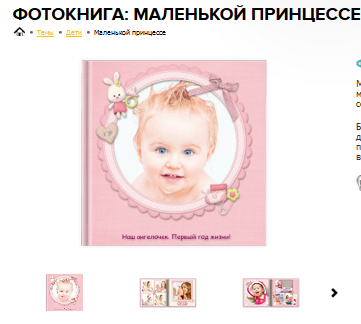 ФОТОКНИГА: МАЛЕНЬКОЙ ПРИНЦЕССЕ
Темы • Дети • Маленькой принцессе
Наш ангелочек. Первый год жизни!